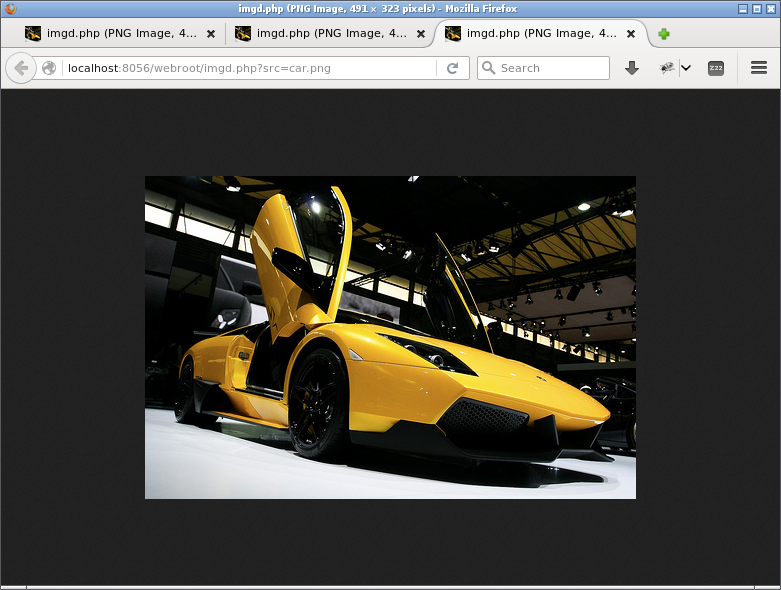 imgd.php (PNG Image, 491 × 323 pixels) - Mozilla Firefox
imgd.php (PNG Image, 4... imgd.php (PNG Image, 4... imgd.php (PNG Image, 4...
localhost:8056/webroot/imgd.php?src=car.png Search zzz